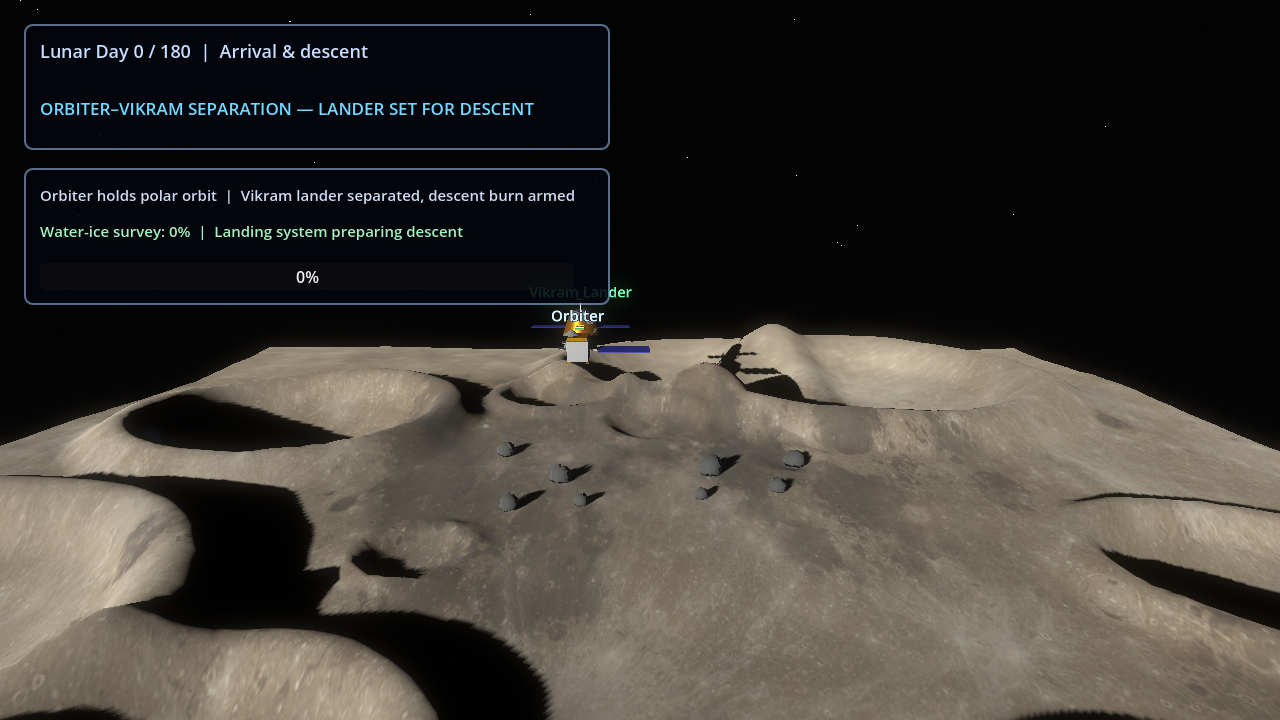 Lunar Day 0 / 180 | Arrival & descent
ORBITER–VIKRAM SEPARATION — LANDER SET FOR DESCENT
Orbiter holds polar orbit | Vikram lander separated, descent burn armed
Water-ice survey: 0% | Landing system preparing descent
0%
Vikram Lander
Orbiter